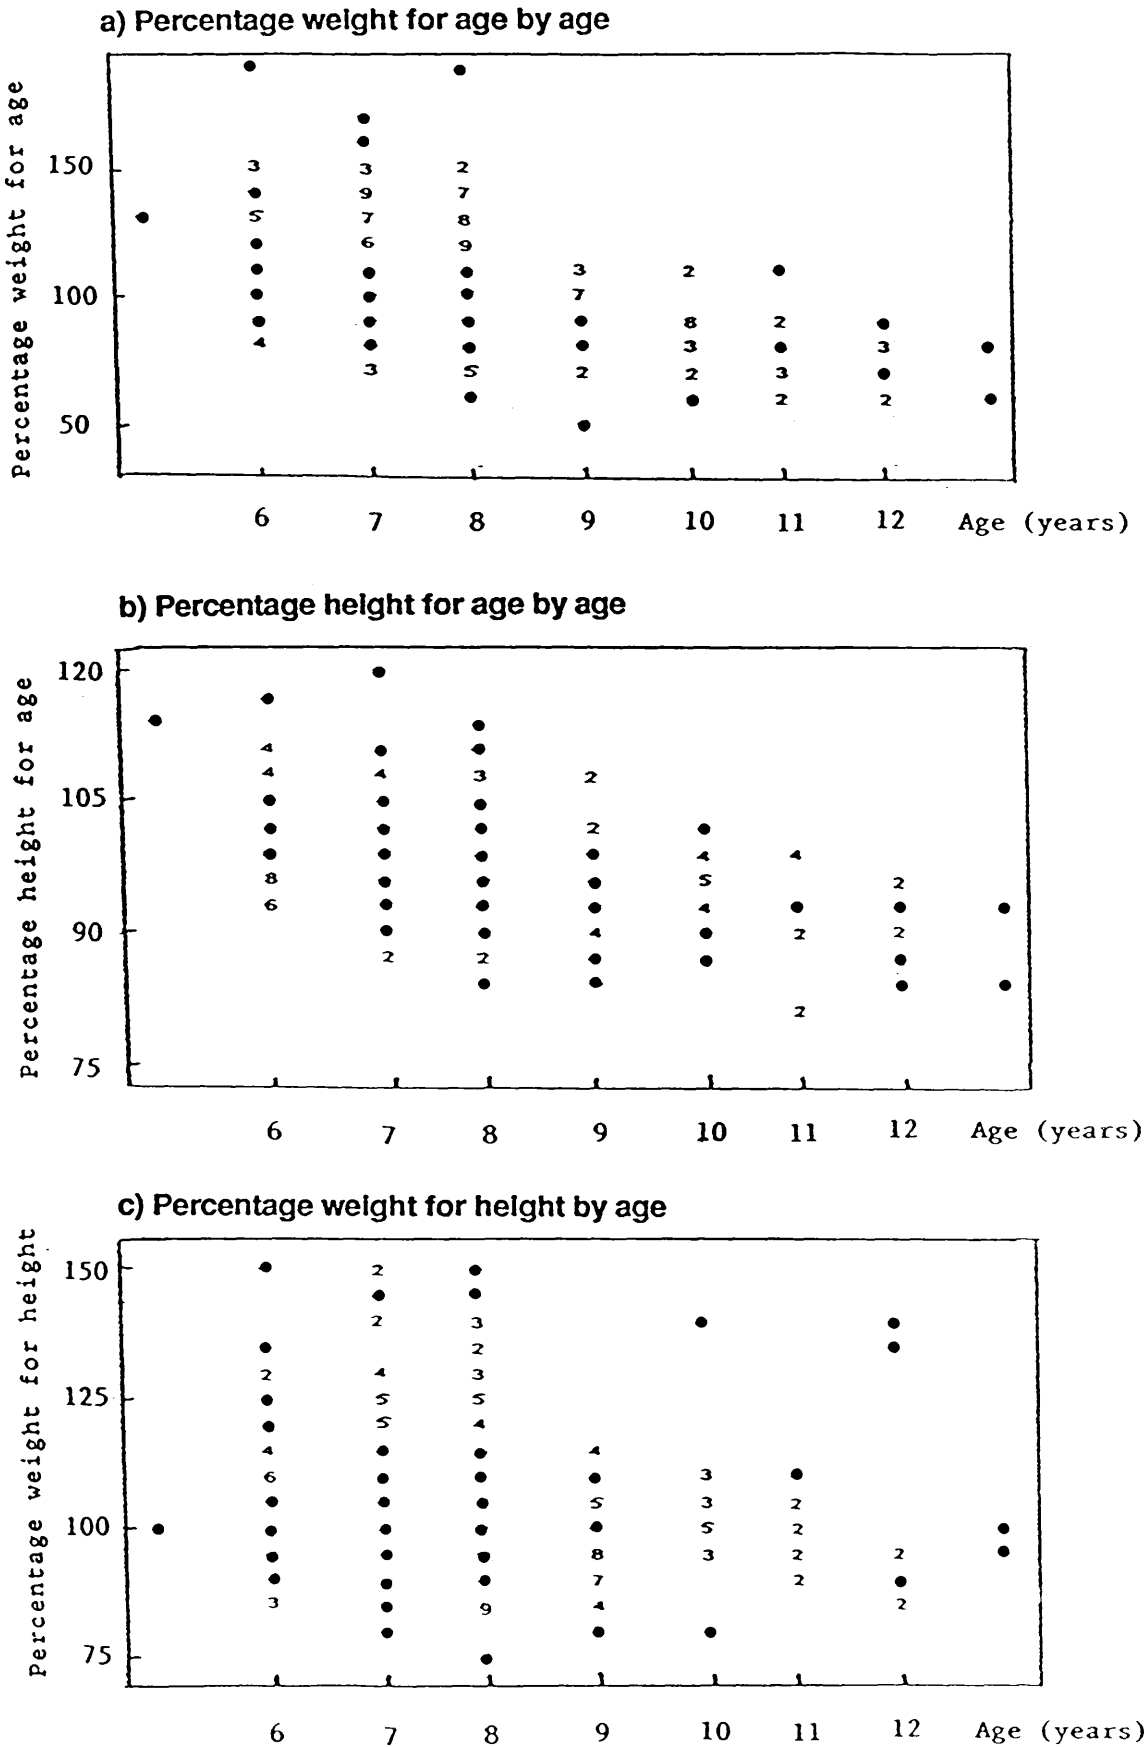 a) Percentage weight for age by age
Percentage weight for age
150
100
50
3 3 2
9 7
5 7 8
6 9
3 2
7
8 2
4 3 3
3 5 2 2 3
2 2
6 7 8 9 10 11 12 Age (years)
b) Percentage height for age by age
Percentage height for age
120
105
90
75
4
4 4 3 2
2
4 4
8 5 2
6 4
4 2 2
2 2
2
6 7 8 9 10 11 12 Age (years)
c) Percentage weight for height by age
Percentage weight for height
150
125
100
75
2
2 3
2
2 4 3
5 5
5 4
4 4
6 3
5 3 2
5 2
8 3 2 2
7 2
3 9 4 2
6 7 8 9 10 11 12 Age (years)